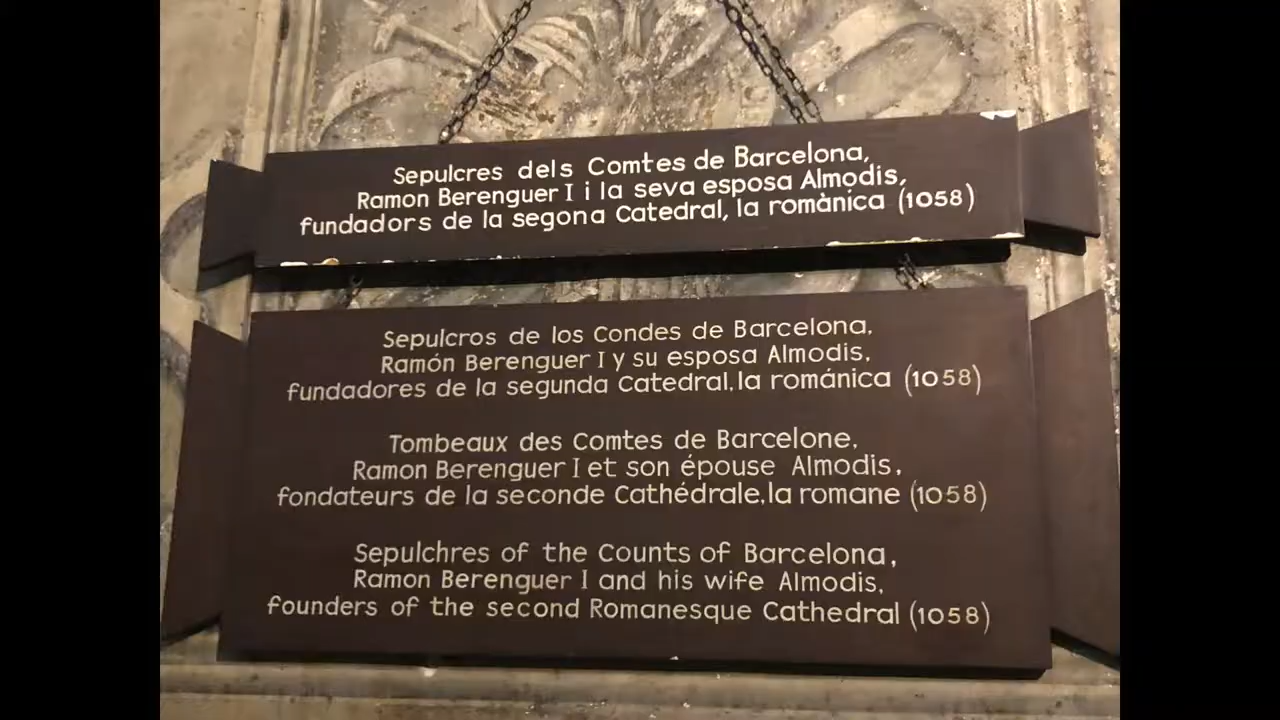 Sepulcres dels Comtes de Barcelona,
Ramon Berenguer I i la seva esposa Almodis,
fundadors de la segona Catedral, la romànica (1058)
Sepulcros de los Condes de Barcelona,
Ramón Berenguer I y su esposa Almodis,
fundadores de la segunda Catedral, la románica (1058)
Tombeaux des Comtes de Barcelone,
Ramon Berenguer I et son épouse Almodis,
fondateurs de la seconde Cathédrale, la romane (1058)
Sepulchres of the Counts of Barcelona,
Ramon Berenguer I and his wife Almodis,
founders of the second Romanesque Cathedral (1058)